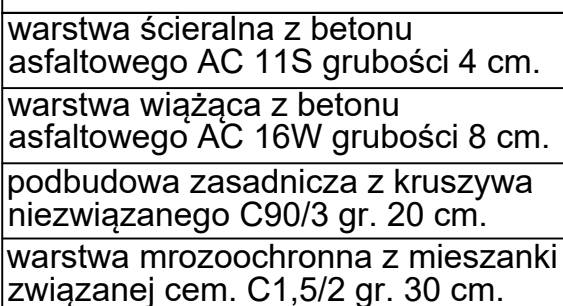 warstwa ścieralna z betonu
asfaltowego AC 11S grubości 4 cm.
warstwa wiążąca z betonu
asfaltowego AC 16W grubości 8 cm.
podbudowa zasadnicza z kruszywa
niezwiązanego C90/3 gr. 20 cm.
warstwa mrozoochronna z mieszanki
związanej cem. C1,5/2 gr. 30 cm.